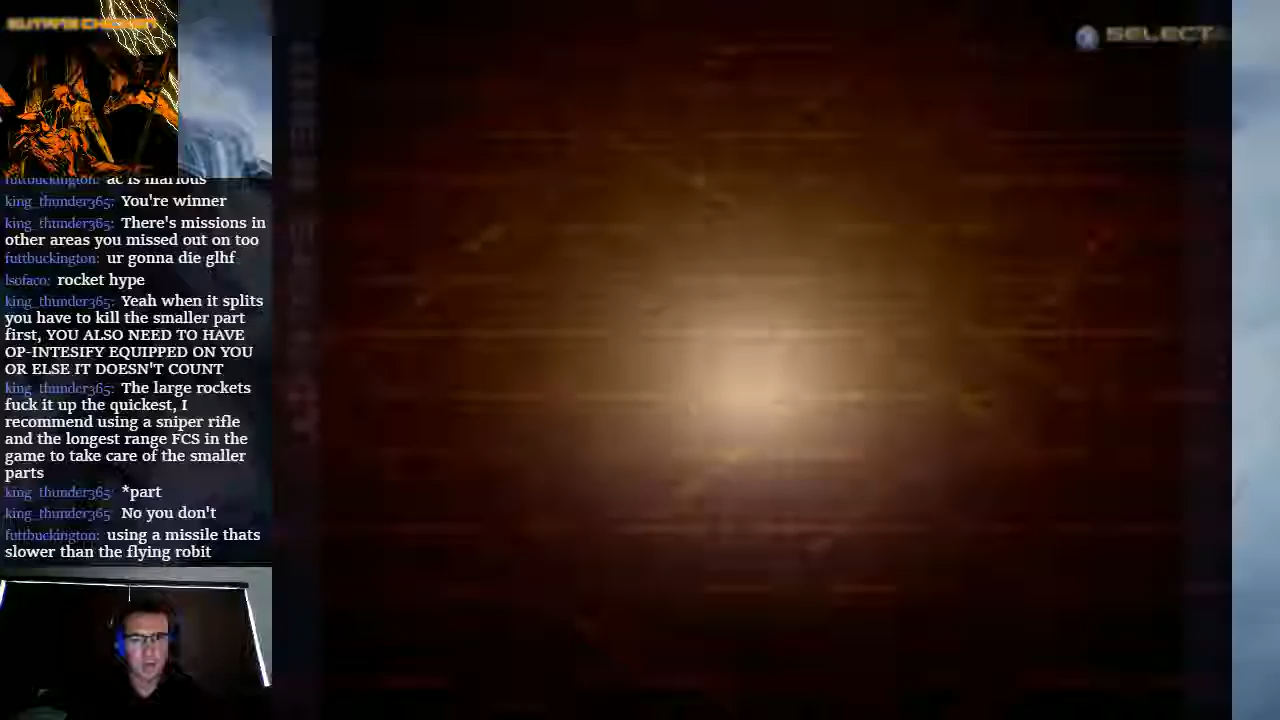 SELECT
futtbuckington: ac is hiarious
king_thunder365: You're winner
king_thunder365: There's missions in
other areas you missed out on too
futtbuckington: ur gonna die glhf
lsofaco: rocket hype
king_thunder365: Yeah when it splits
you have to kill the smaller part
first, YOU ALSO NEED TO HAVE
OP-INTESIFY EQUIPPED ON YOU
OR ELSE IT DOESN'T COUNT
king_thunder365: The large rockets
fuck it up the quickest, I
recommend using a sniper rifle
and the longest range FCS in the
game to take care of the smaller
parts
king_thunder365: *part
king_thunder365: No you don't
futtbuckington: using a missile thats
slower than the flying robit